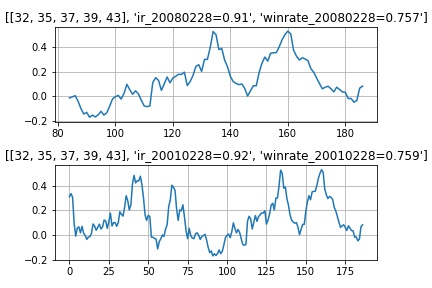 [[32, 35, 37, 39, 43], 'ir_20080228=0.91', 'winrate_20080228=0.757']
0.4
0.2
0.0
−0.2
80 100 120 140 160 180
[[32, 35, 37, 39, 43], 'ir_20010228=0.92', 'winrate_20010228=0.759']
0.4
0.2
0.0
−0.2
0 25 50 75 100 125 150 175